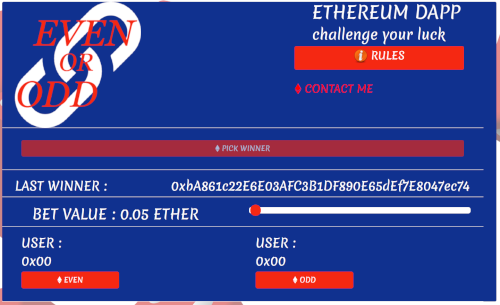 EVEN
OR
ODD
ETHEREUM DAPP
challenge your luck
RULES
CONTACT ME
PICK WINNER
LAST WINNER : 0xbA861c22E6E03AFC3B1DF890E65dEf7E8047ec74
BET VALUE : 0.05 ETHER
USER : USER :
0x00 0x00
EVEN ODD